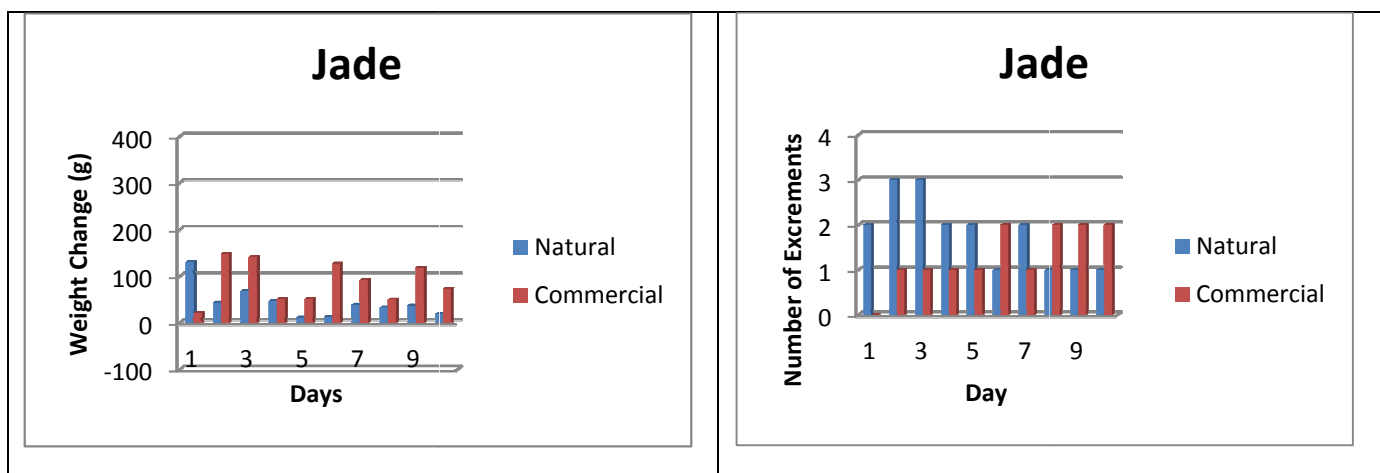 Jade
400
300
200
100
0
-100
Weight Change (g)
1 3 5 7 9
Days
Natural
Commercial
Jade
4
3
2
1
0
Number of Excrements
1 3 5 7 9
Day
Natural
Commercial